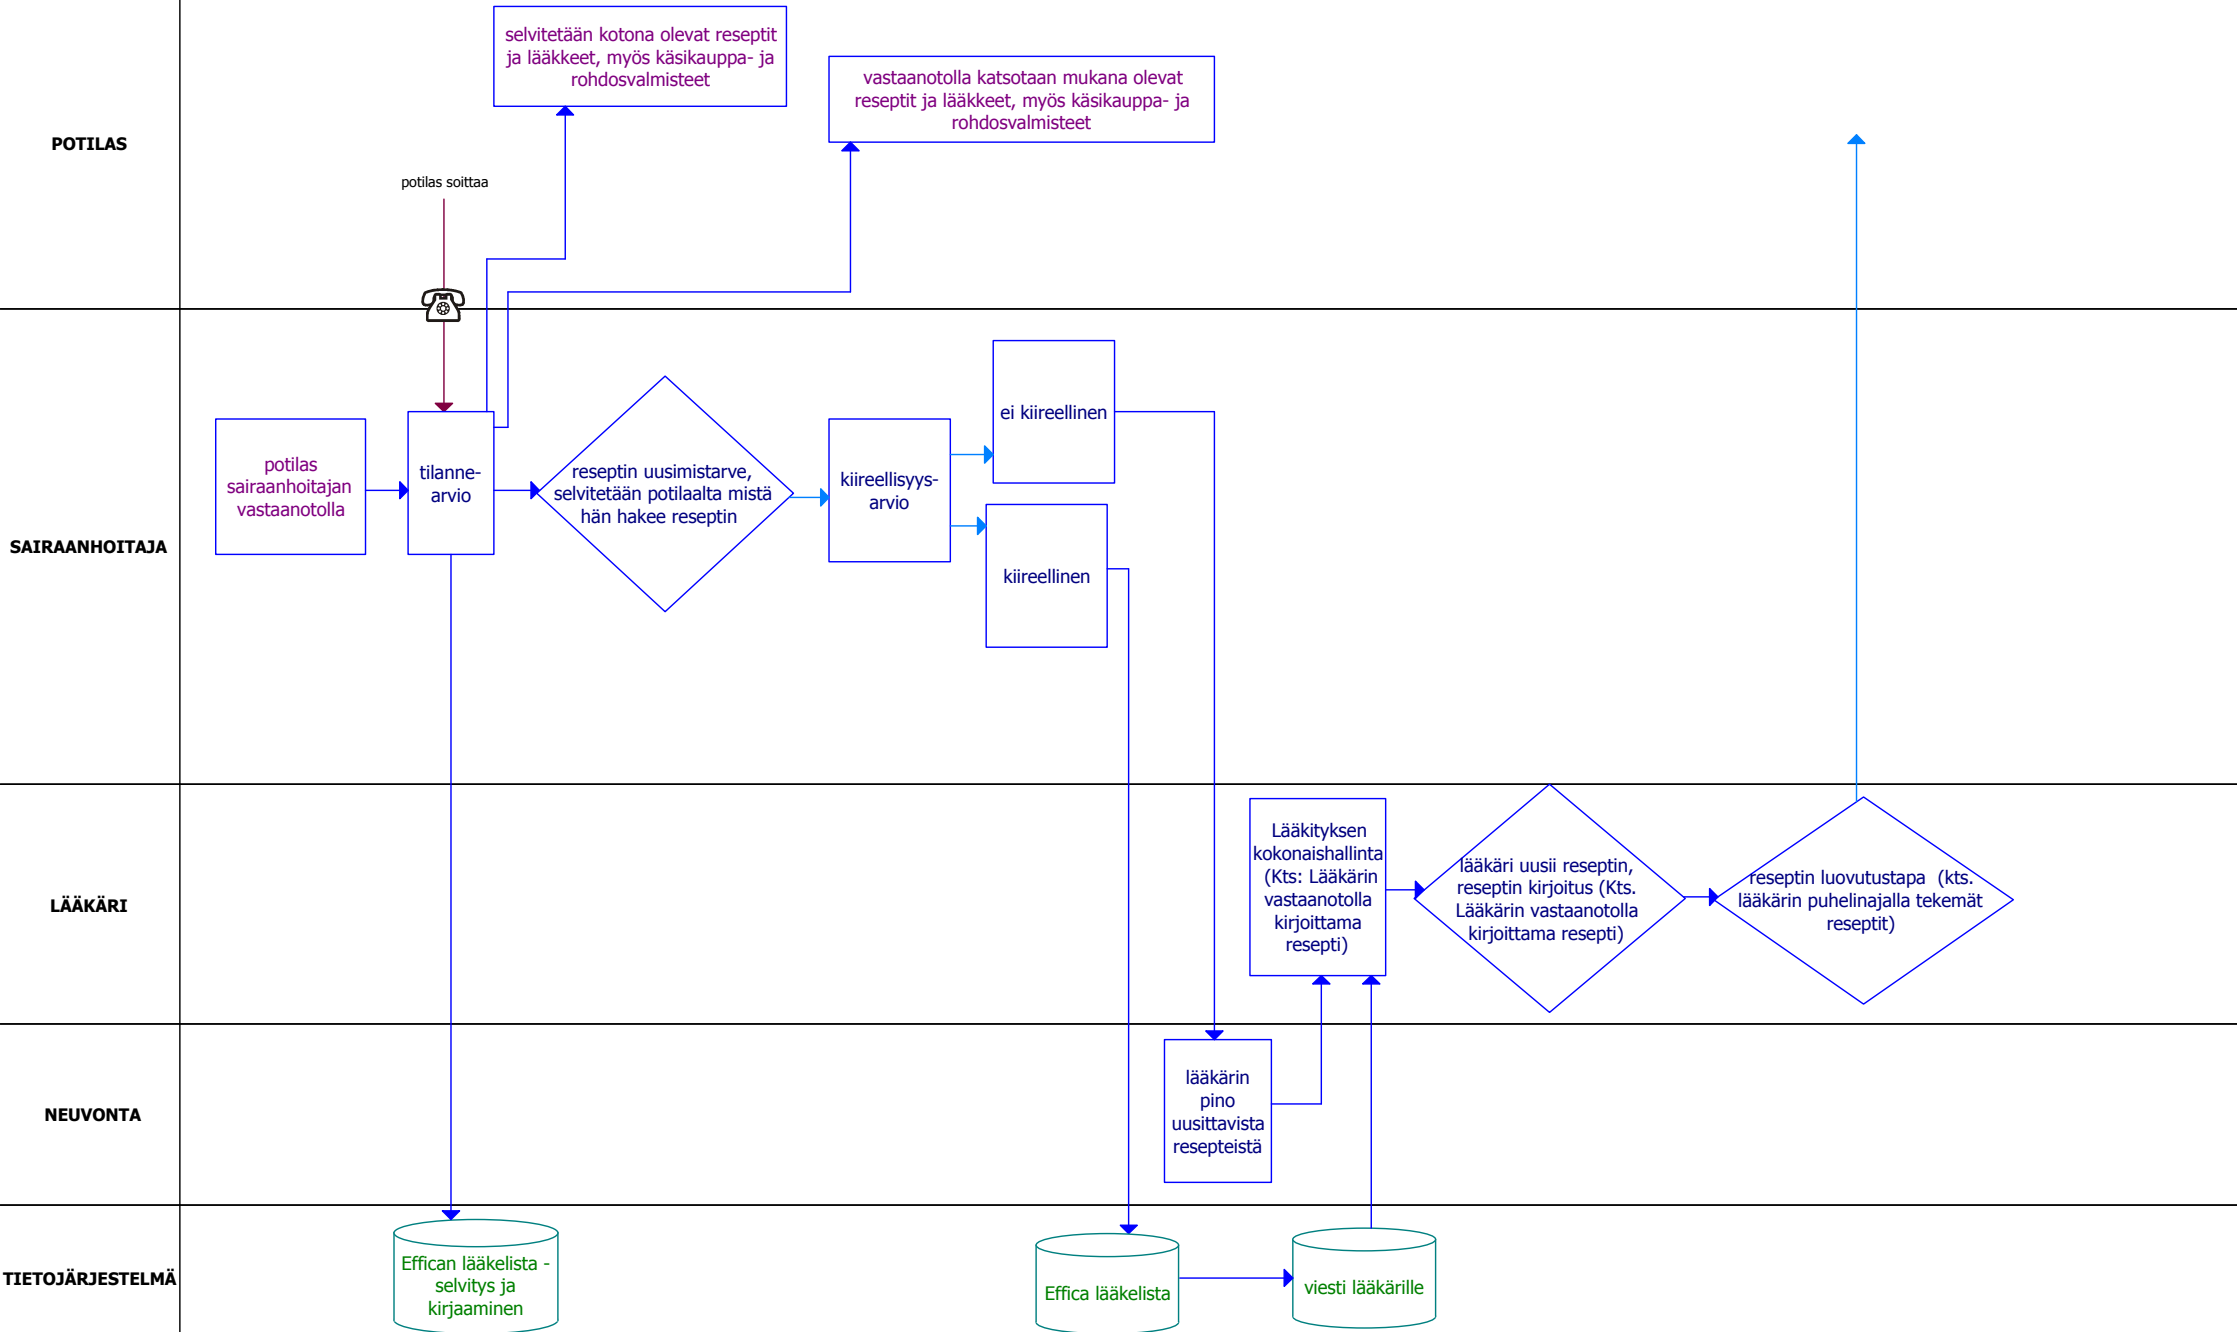 selvitetään kotona olevat reseptit
ja lääkkeet, myös käsikauppa- ja
rohdosvalmisteet
vastaanotolla katsotaan mukana olevat
reseptit ja lääkkeet, myös käsikauppa- ja
rohdosvalmisteet
POTILAS
potilas soittaa
SAIRAANHOITAJA
potilas
sairaanhoitajan
vastaanotolla
tilanne-
arvio
reseptin uusimistarve,
selvitetään potilaalta mistä
hän hakee reseptin
kiireellisyys-
arvio
ei kiireellinen
kiireellinen
LÄÄKÄRI
Lääkityksen
kokonaishallinta
(Kts: Lääkärin
vastaanotolla
kirjoittama
resepti)
lääkäri uusii reseptin,
reseptin kirjoitus (Kts.
Lääkärin vastaanotolla
kirjoittama resepti)
reseptin luovutustapa  (kts.
lääkärin puhelinajalla tekemät
reseptit)
NEUVONTA
lääkärin
pino
uusittavista
resepteistä
TIETOJÄRJESTELMÄ
Effican lääkelista -
selvitys ja
kirjaaminen
Effica lääkelista
viesti lääkärille